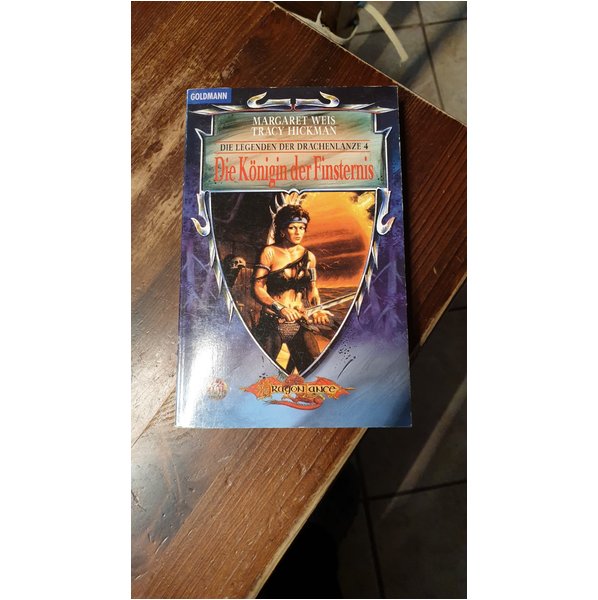 GOLDMANN
MARGARET WEIS
TRACY HICKMAN
DIE LEGENDEN DER DRACHENLANZE 4
Die Königin der Finsternis
DRAGONLANCE